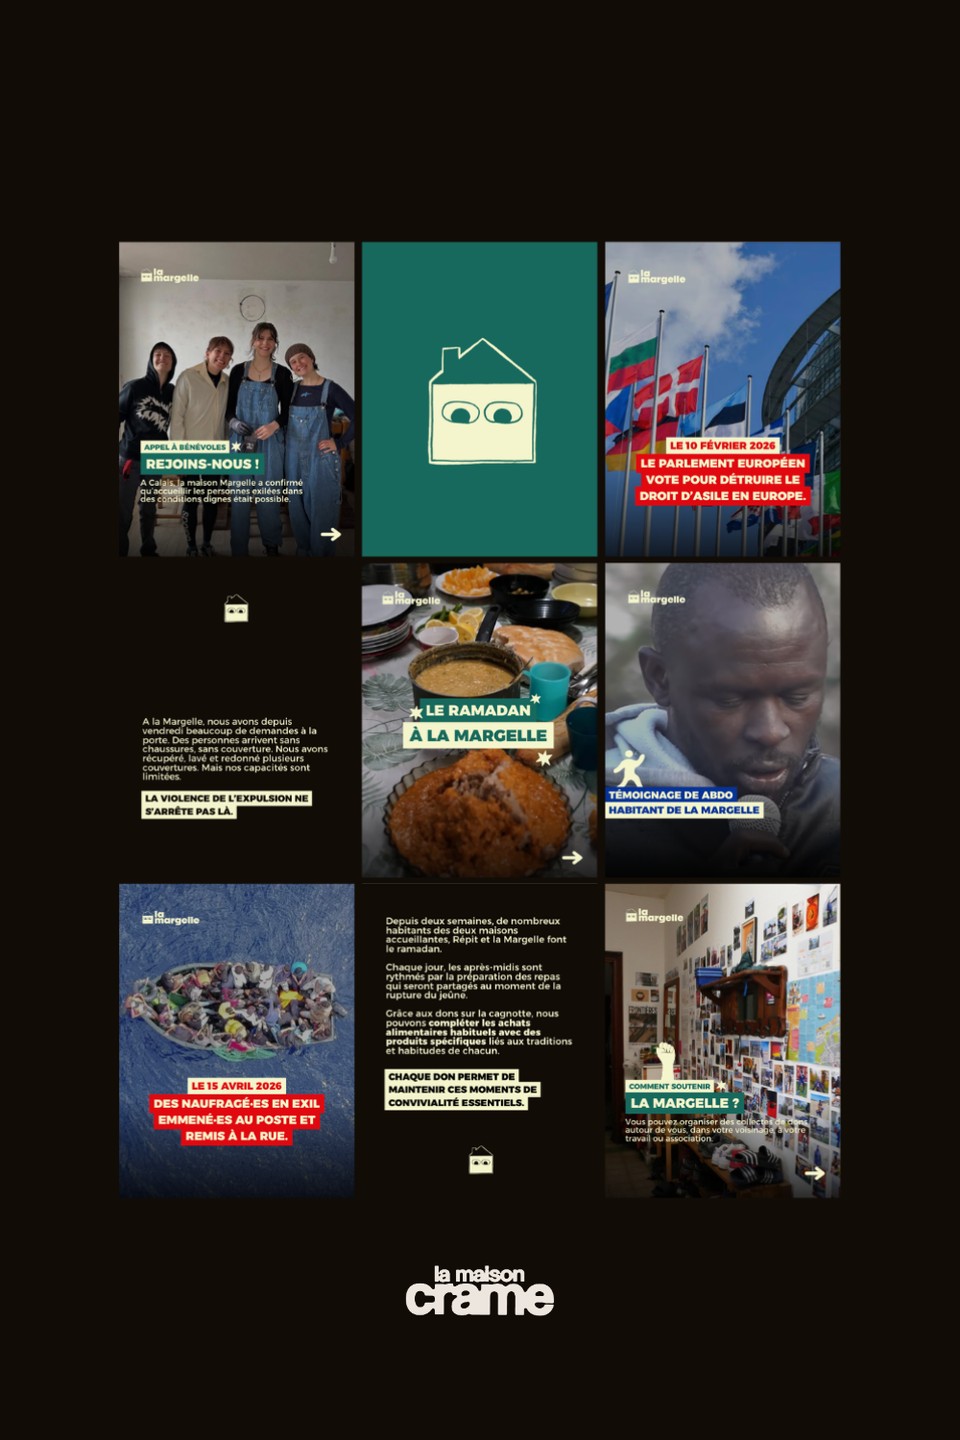 la
margelle
APPEL À BÉNÉVOLES
REJOINS-NOUS !
A Calais, la maison Margelle a confirmé
qu'accueillir les personnes exilées dans
des conditions dignes était possible.
la
margelle
LE 10 FÉVRIER 2026
LE PARLEMENT EUROPÉEN
VOTE POUR DÉTRUIRE LE
DROIT D'ASILE EN EUROPE.
A la Margelle, nous avons depuis
vendredi beaucoup de demandes à la
porte. Des personnes arrivent sans
chaussures, sans couverture. Nous avons
récupéré, lavé et redonné plusieurs
couvertures. Mais nos capacités sont
limitées.
LA VIOLENCE DE L'EXPULSION NE
S'ARRÊTE PAS LÀ.
la
margelle
LE RAMADAN
À LA MARGELLE
la
margelle
TÉMOIGNAGE DE ABDO
HABITANT DE LA MARGELLE
la
margelle
LE 15 AVRIL 2026
DES NAUFRAGÉ·ES EN EXIL
EMMENÉ·ES AU POSTE ET
REMIS À LA RUE.
Depuis deux semaines, de nombreux
habitants des deux maisons
accueillantes, Répit et la Margelle font
le ramadan.
Chaque jour, les après-midis sont
rythmés par la préparation des repas
qui seront partagés au moment de la
rupture du jeûne.
Grâce aux dons sur la cagnotte, nous
pouvons compléter les achats
alimentaires habituels avec des
produits spécifiques liés aux traditions
et habitudes de chacun.
CHAQUE DON PERMET DE
MAINTENIR CES MOMENTS DE
CONVIVIALITÉ ESSENTIELS.
la
margelle
COMMENT SOUTENIR
LA MARGELLE ?
Vous pouvez organiser des collectes de dons
autour de vous, dans votre voisinage, à votre
travail ou association.
la maison
crame